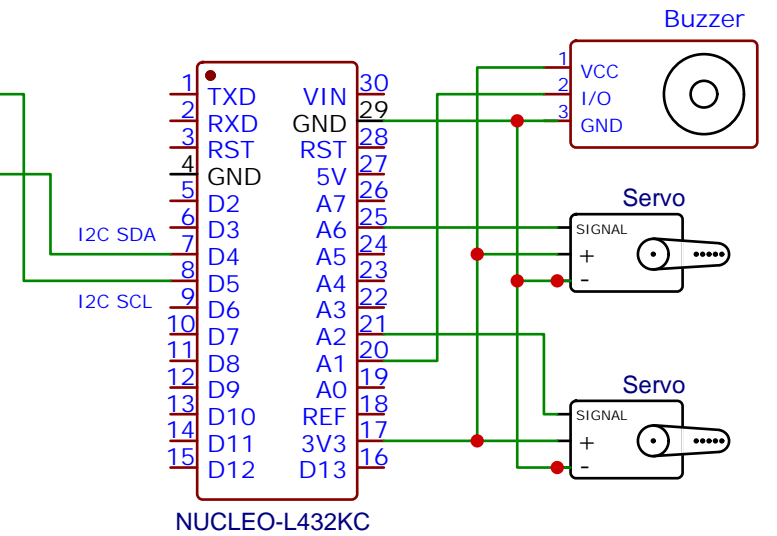 Buzzer
1 VCC
2 I/O
3 GND
1 TXD VIN 30
2 RXD GND 29
3 RST RST 28
4 GND 5V 27
5 D2 A7 26
6 D3 A6 25
I2C SDA 7 D4 A5 24
8 D5 A4 23
I2C SCL 9 D6 A3 22
10 D7 A2 21
11 D8 A1 20
12 D9 A0 19
13 D10 REF 18
14 D11 3V3 17
15 D12 D13 16
NUCLEO-L432KC
Servo
SIGNAL
+
-
Servo
SIGNAL
+
-